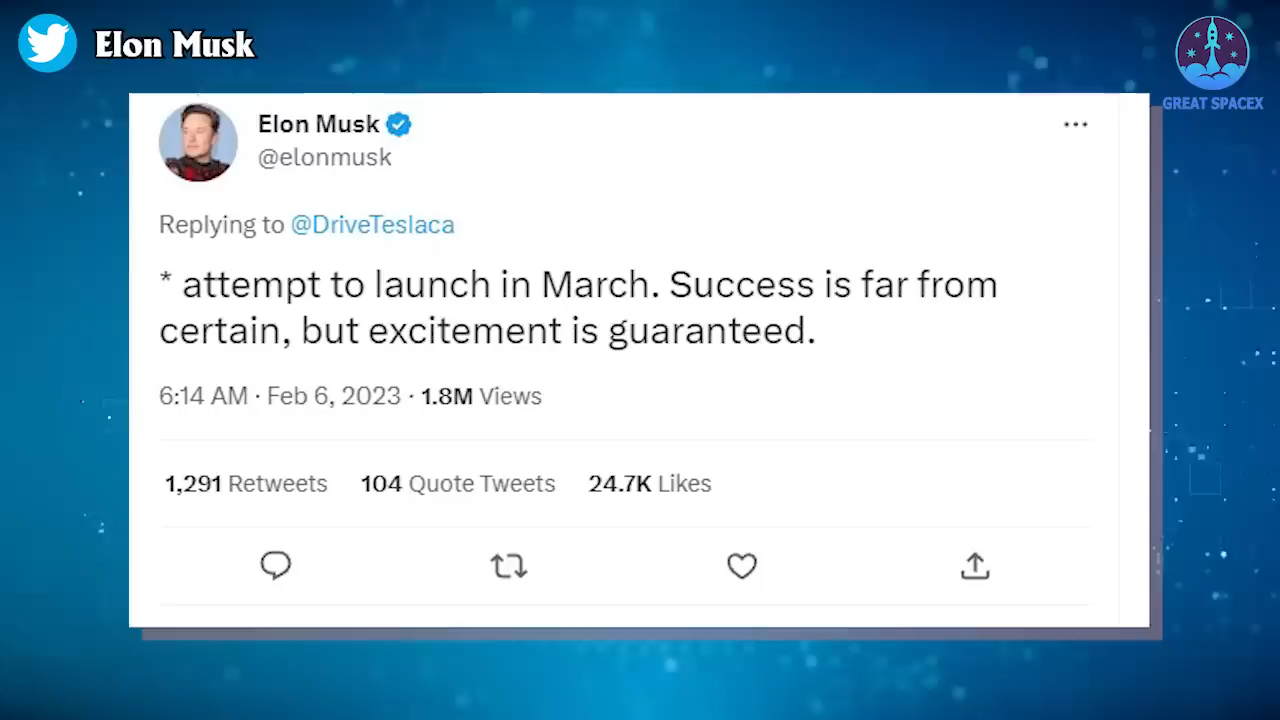 Elon Musk
GREAT SPACEX
Elon Musk
@elonmusk
Replying to @DriveTeslaca
* attempt to launch in March. Success is far from
certain, but excitement is guaranteed.
6:14 AM · Feb 6, 2023 · 1.8M Views
1,291 Retweets 104 Quote Tweets 24.7K Likes